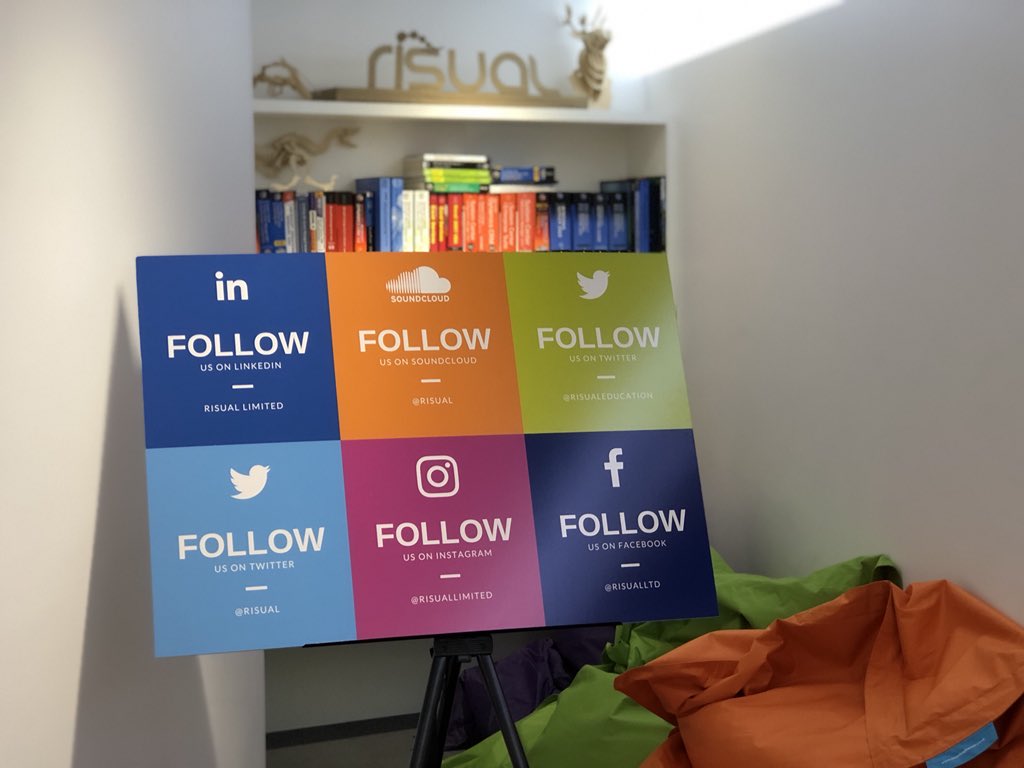 risual
in
FOLLOW
US ON LINKEDIN
RISUAL LIMITED
SOUNDCLOUD
FOLLOW
US ON SOUNDCLOUD
@RISUAL
FOLLOW
US ON TWITTER
@RISUALEDUCATION
FOLLOW
US ON TWITTER
@RISUAL
FOLLOW
US ON INSTAGRAM
@RISUALLIMITED
f
FOLLOW
US ON FACEBOOK
@RISUALLTD